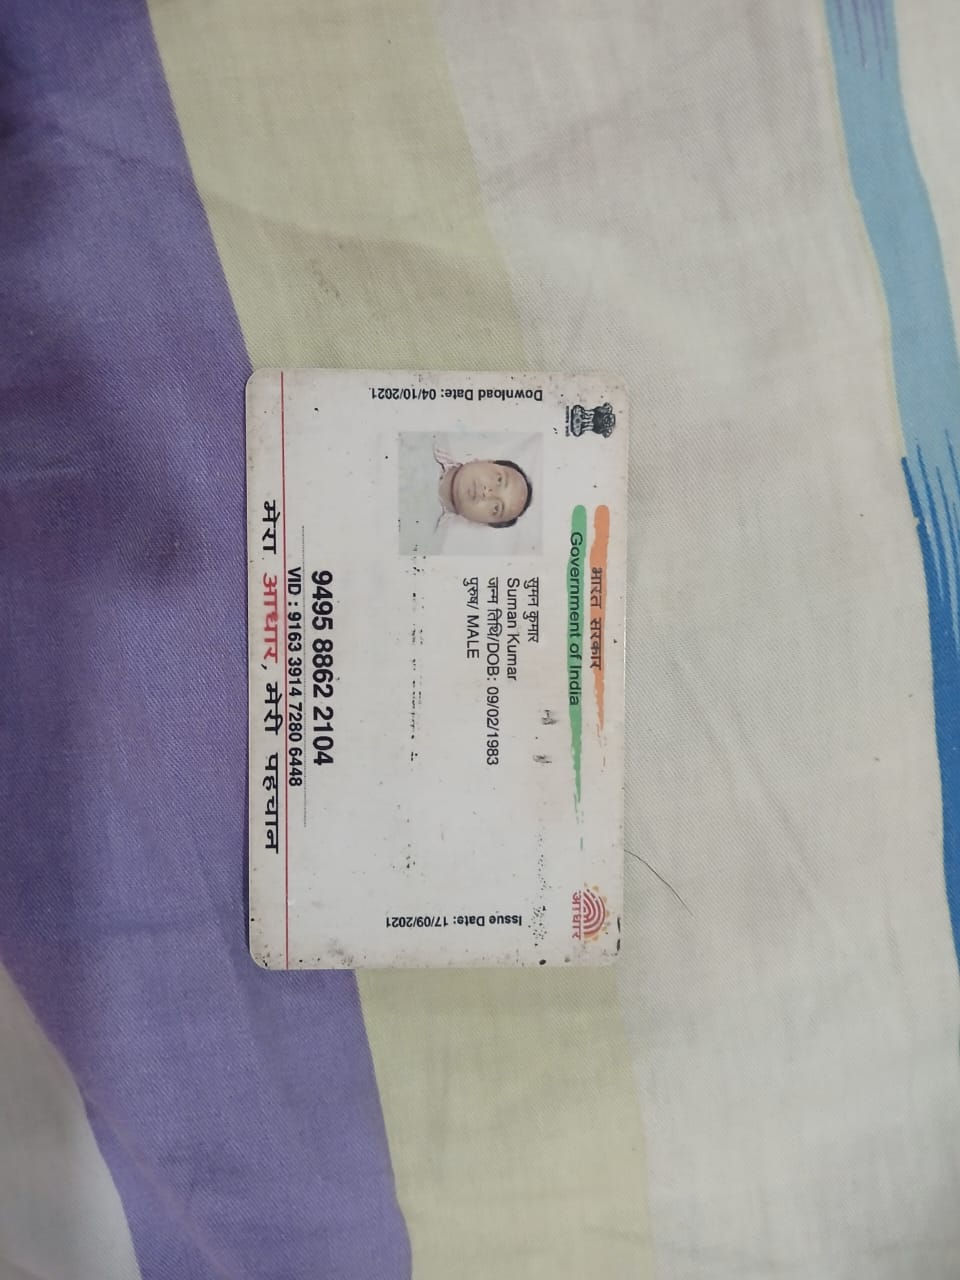 भारत सरकार
Government of India
Download Date: 04/10/2021
सुमन कुमार
Suman Kumar
जन्म तिथि/DOB: 09/02/1983
पुरुष/ MALE
Issue Date: 17/09/2021
आधार
9495 8862 2104
VID : 9163 3914 7280 6448
मेरा आधार, मेरी पहचान